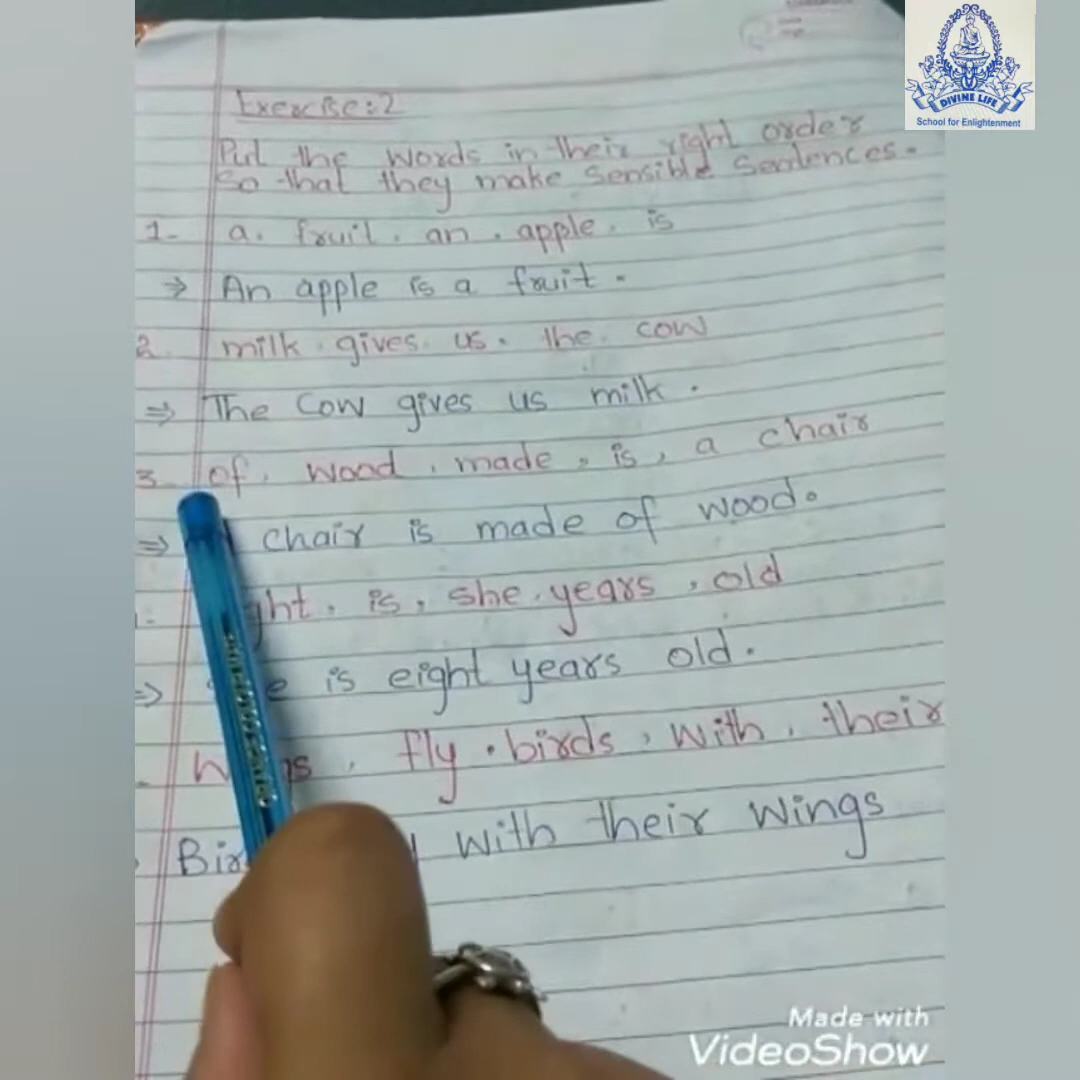 DIVINE LIFE
School for Enlightenment
Exercise:2
Put the words in their right order
so that they make sensible sentences.
1. a. fruit. an. apple. is
⇒ An apple is a fruit.
2. milk. gives. us. the. cow
⇒ The Cow gives us milk.
3. of. wood. made, is, a chair
⇒ chair is made of wood.
is, she. years, old
⇒ is eight years old.
fly. birds, with, their
with their wings
Made with
VideoShow